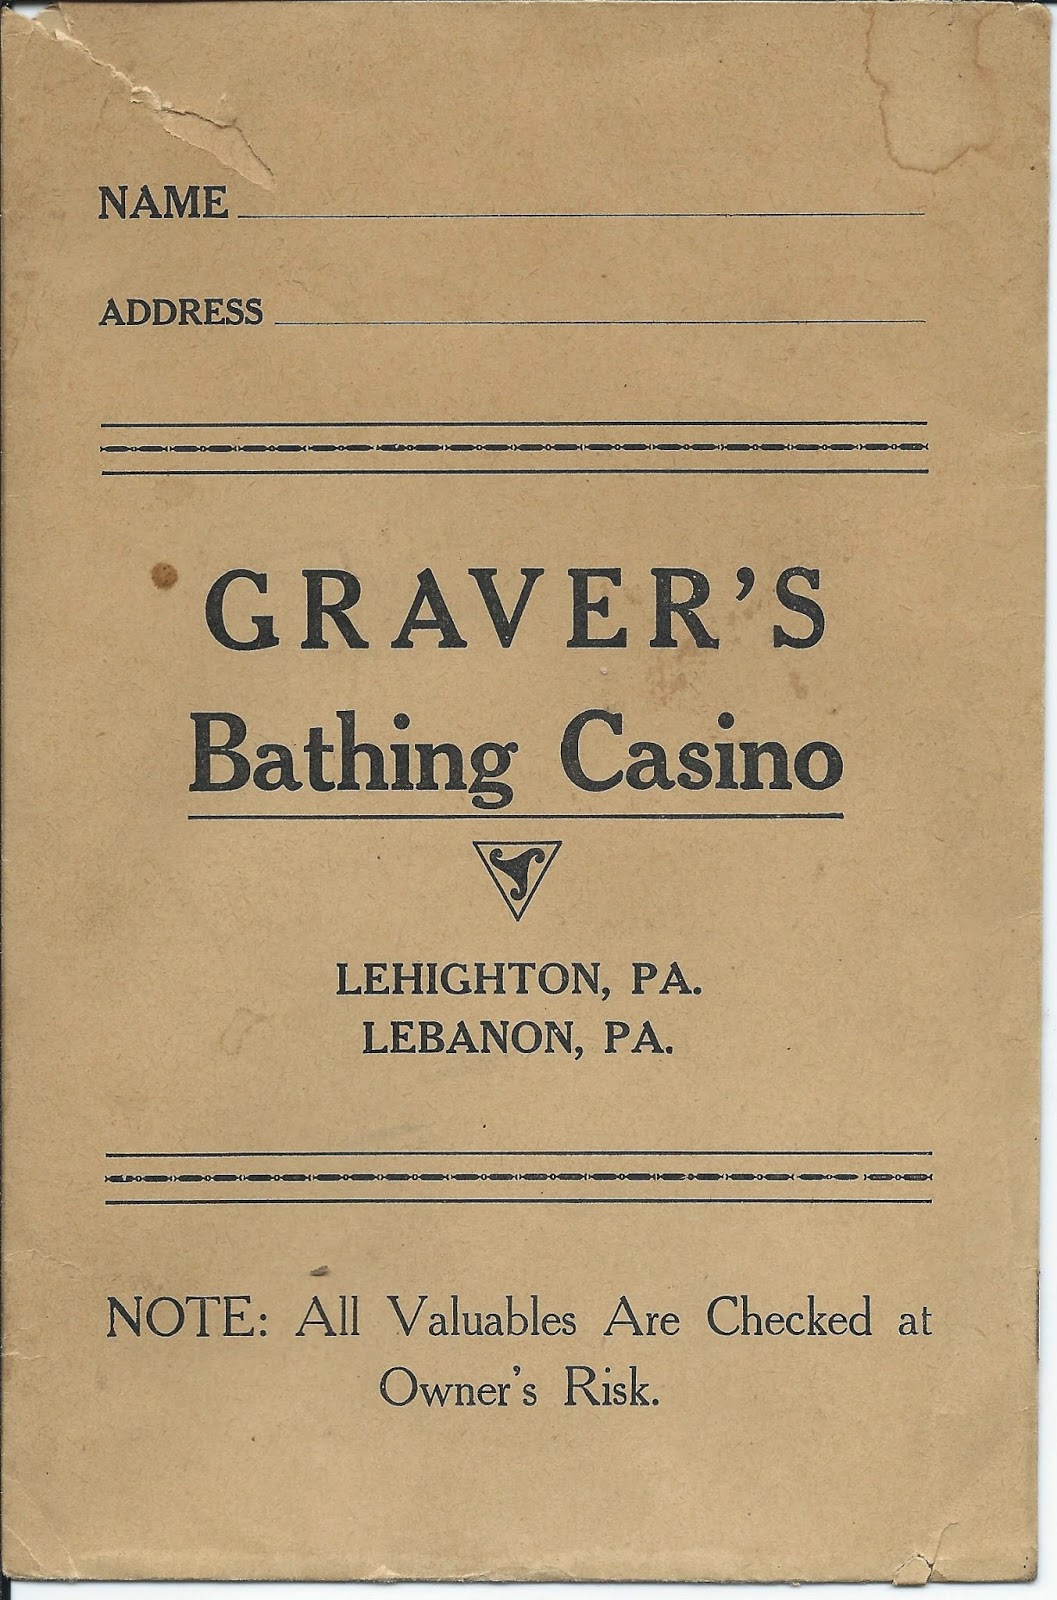 NAME
ADDRESS
GRAVER'S
Bathing Casino
LEHIGHTON, PA.
LEBANON, PA.
NOTE: All Valuables Are Checked at
Owner's Risk.